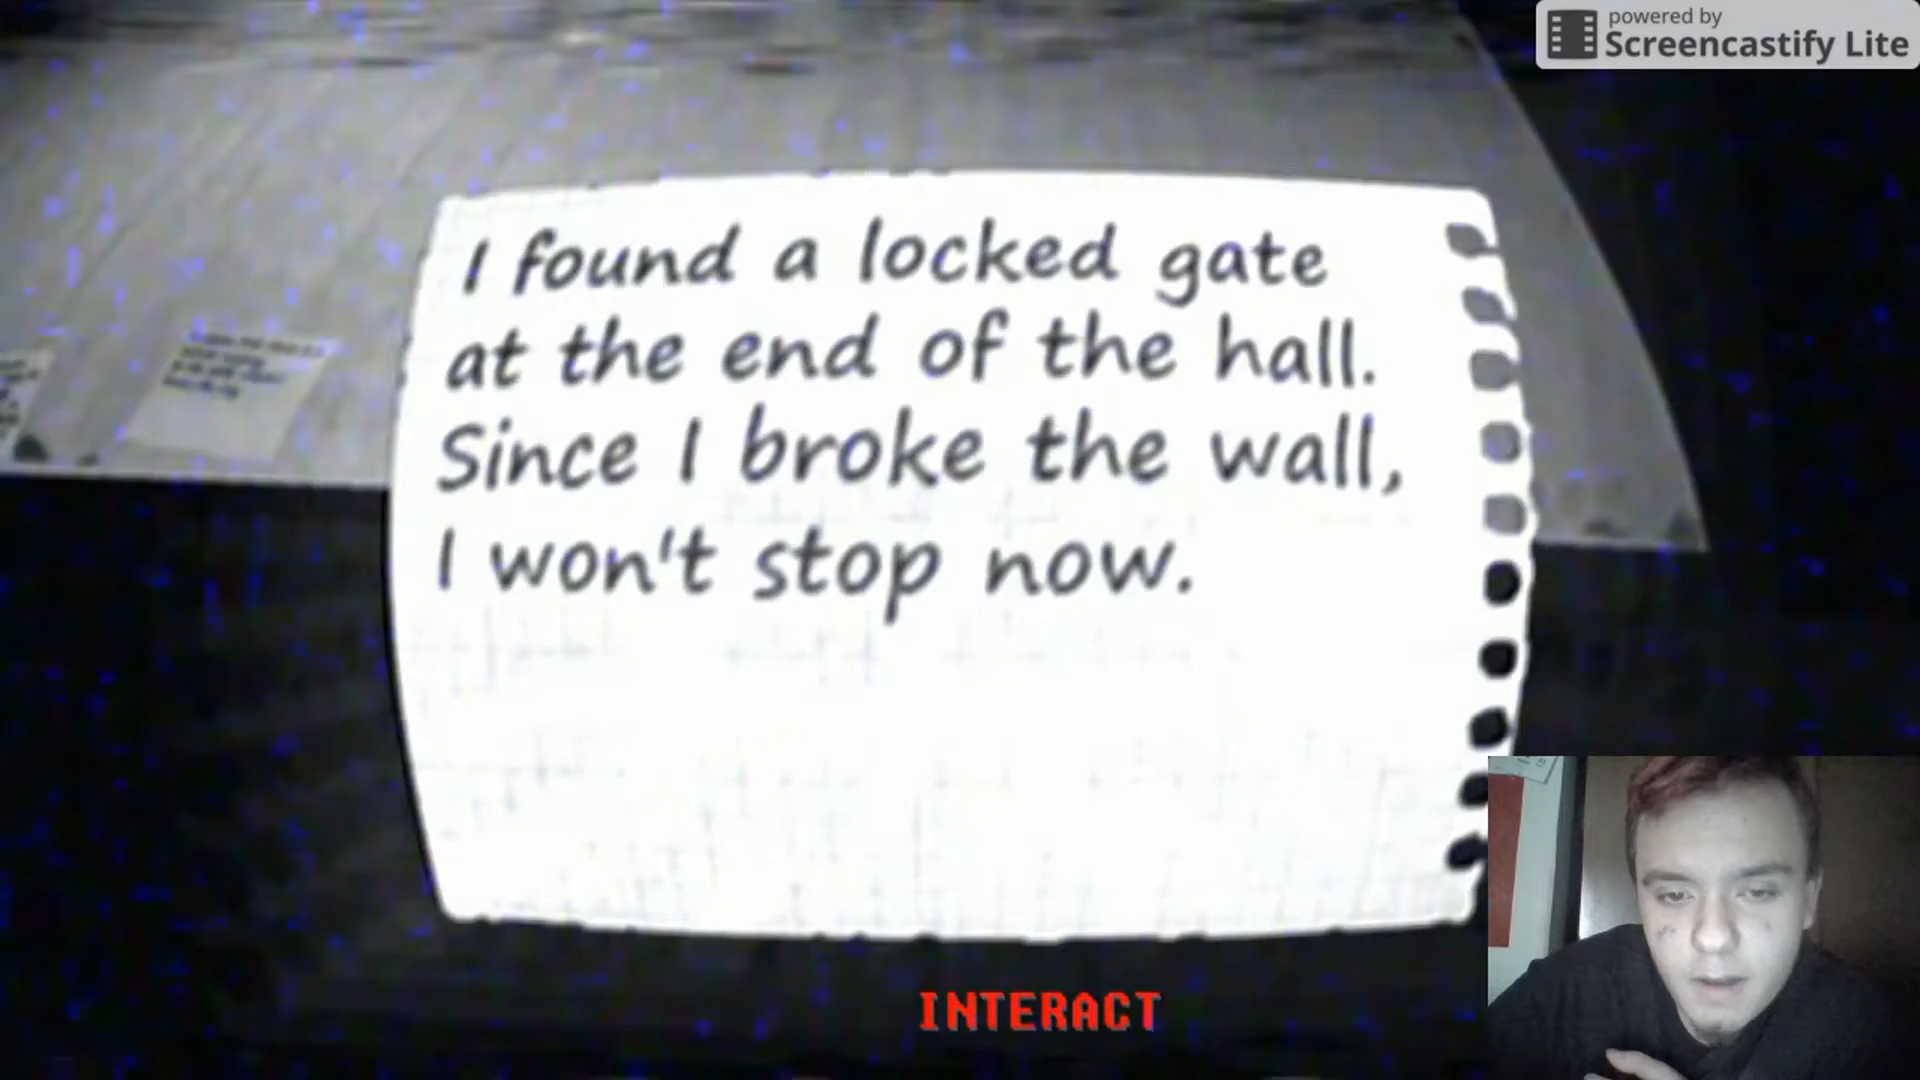 powered by
Screencastify Lite
I found a locked gate
at the end of the hall.
Since I broke the wall,
I won't stop now.
INTERACT